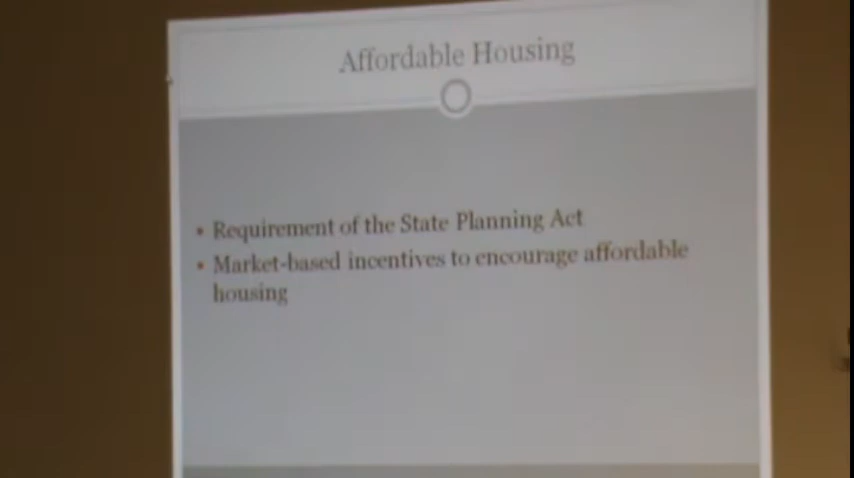 Affordable Housing
• Requirement of the State Planning Act
• Market-based incentives to encourage affordable
housing